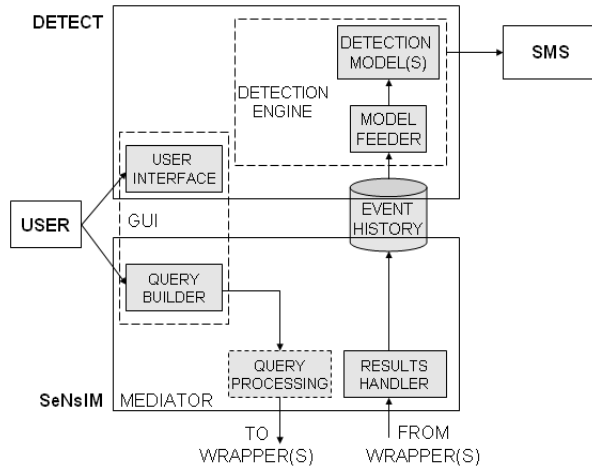 DETECT
DETECTION
MODEL(S)
SMS
DETECTION
ENGINE
MODEL
FEEDER
USER
INTERFACE
USER
GUI
EVENT
HISTORY
QUERY
BUILDER
QUERY
PROCESSING
RESULTS
HANDLER
SeNsIM
MEDIATOR
TO
WRAPPER(S)
FROM
WRAPPER(S)